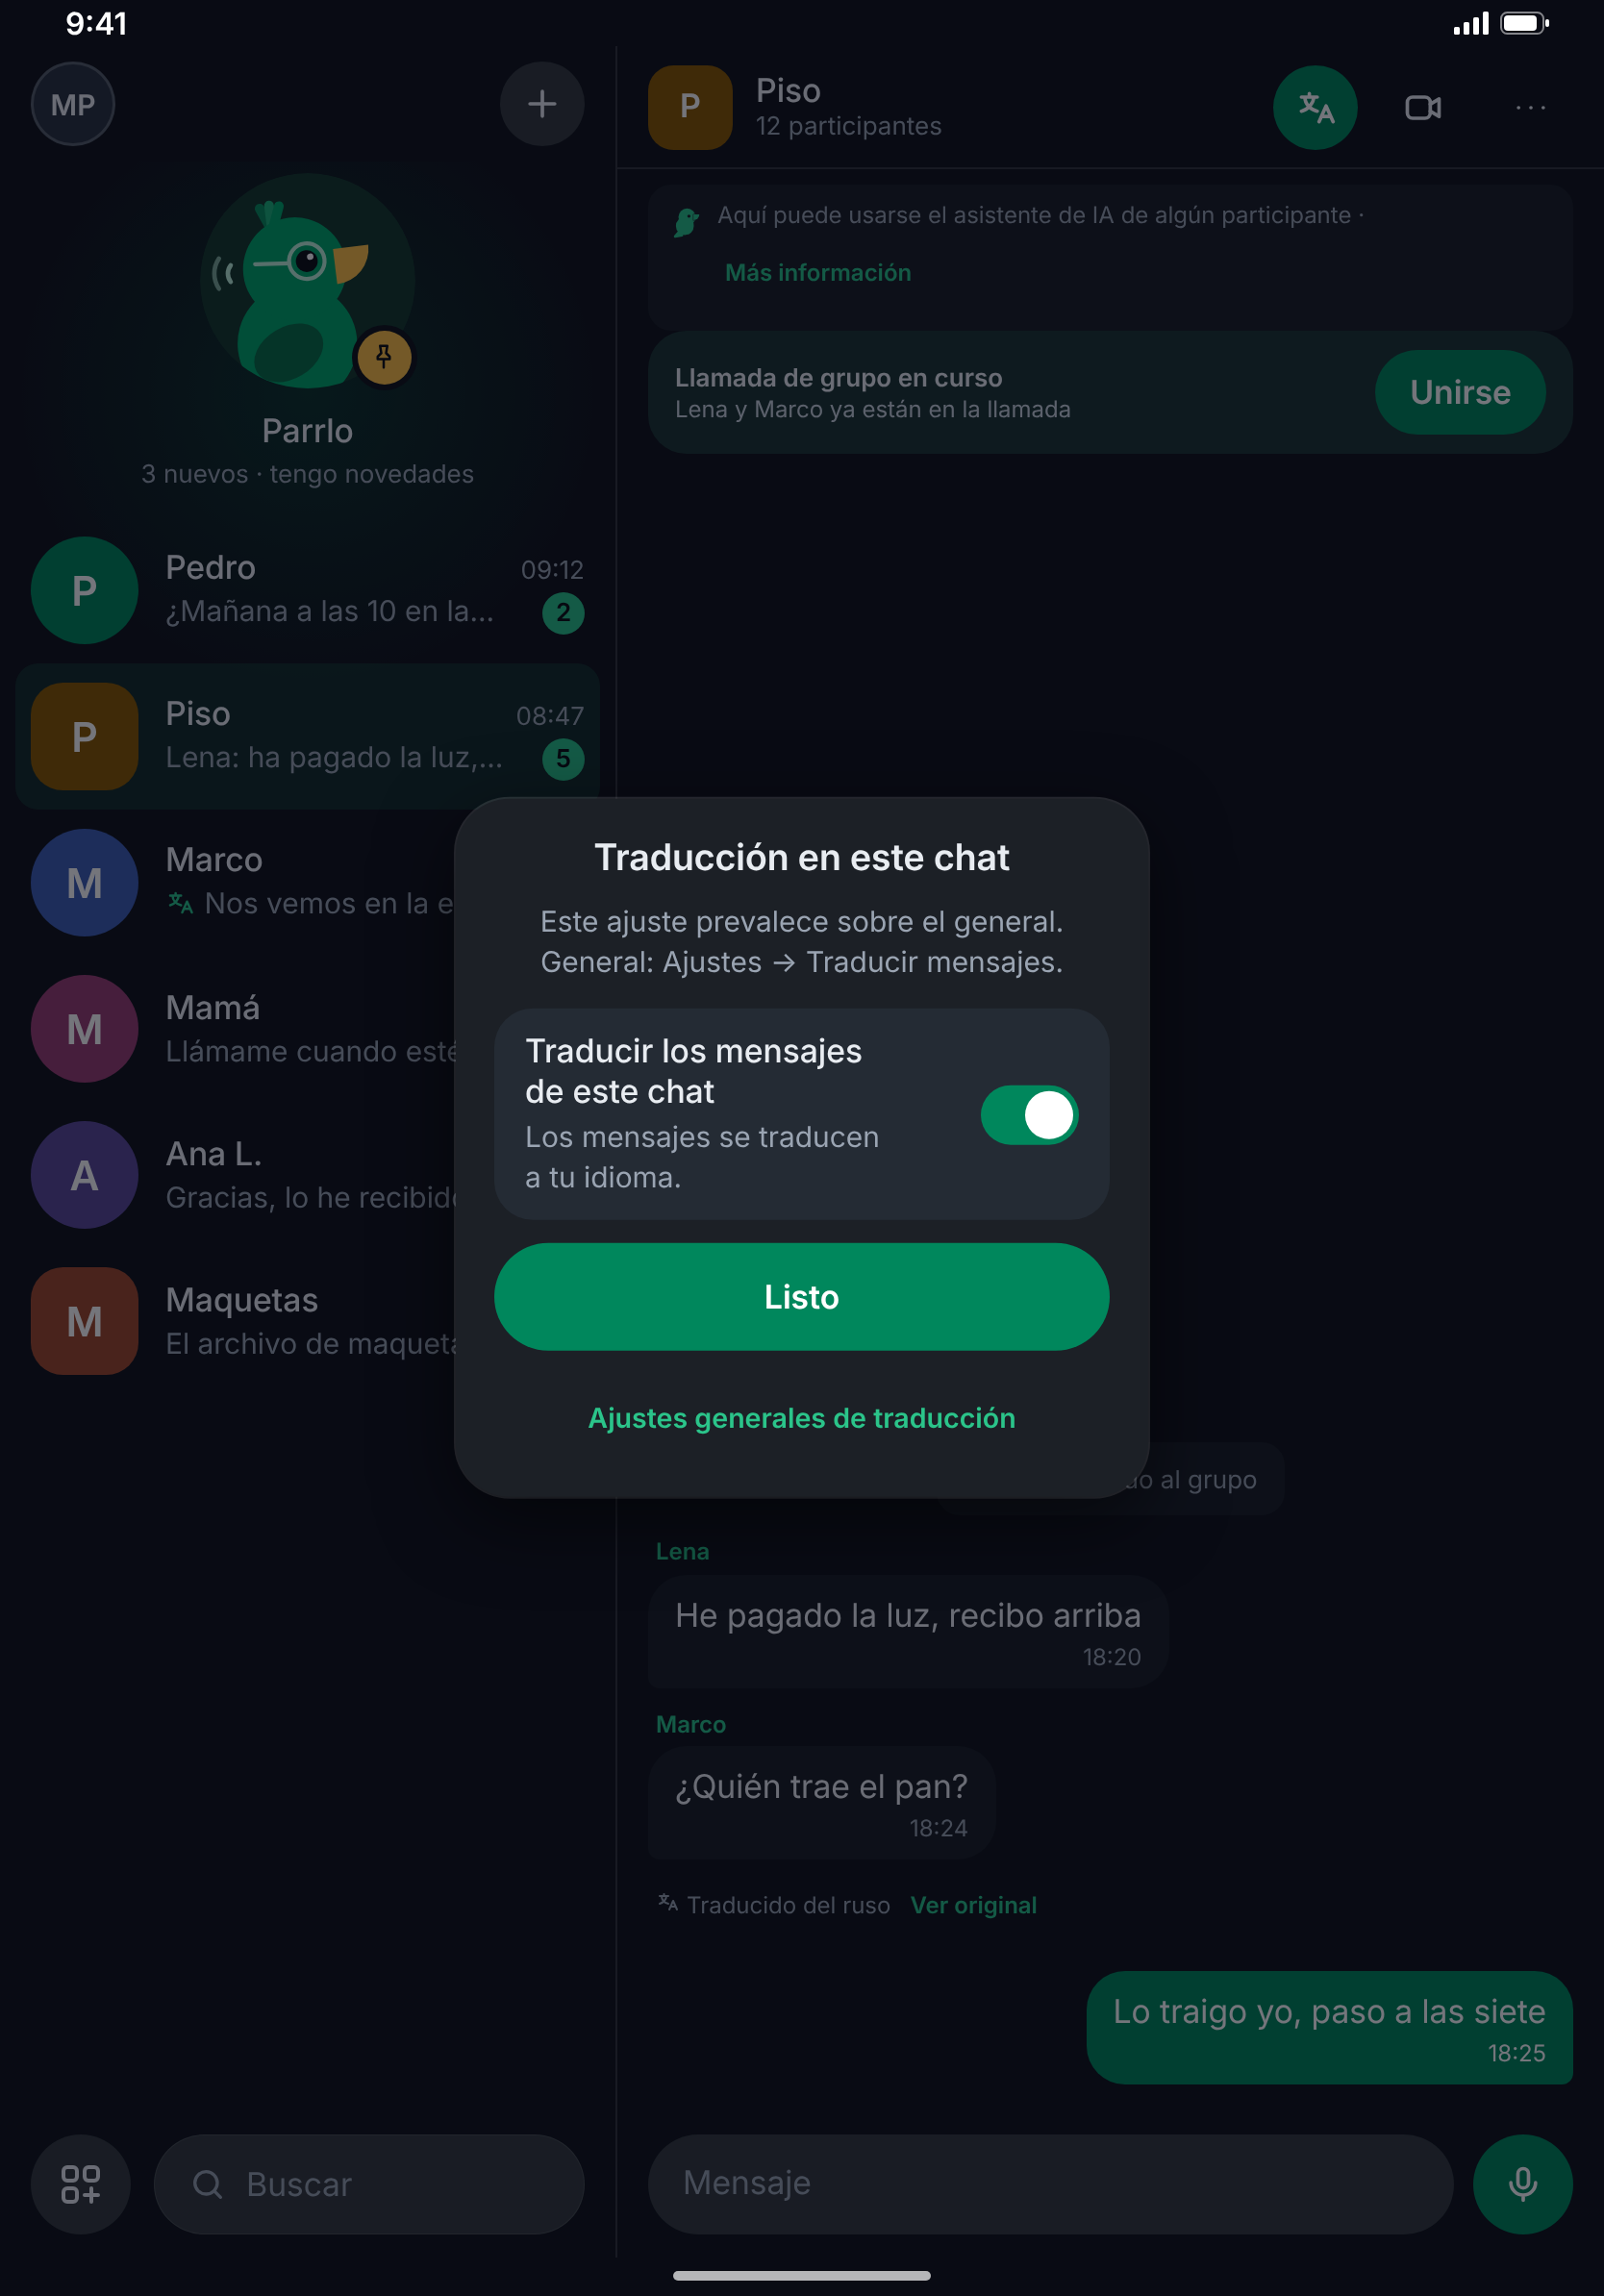 9:41
MP
Parrlo
3 nuevos · tengo novedades
P
Pedro
09:12
¿Mañana a las 10 en la...
2
P
Piso
08:47
Lena: ha pagado la luz,...
5
M
Marco
Nos vemos en la e
M
Mamá
Llámame cuando esté
A
Ana L.
Gracias, lo he recibido
M
Maquetas
El archivo de maqueta
Buscar
P
Piso
12 participantes
Aquí puede usarse el asistente de IA de algún participante ·
Más información
Llamada de grupo en curso
Lena y Marco ya están en la llamada
Unirse
Traducción en este chat
Este ajuste prevalece sobre el general.
General: Ajustes → Traducir mensajes.
Traducir los mensajes
de este chat
Los mensajes se traducen
a tu idioma.
Listo
Ajustes generales de traducción
al grupo
Lena
He pagado la luz, recibo arriba
18:20
Marco
¿Quién trae el pan?
18:24
Traducido del ruso Ver original
Lo traigo yo, paso a las siete
18:25
Mensaje